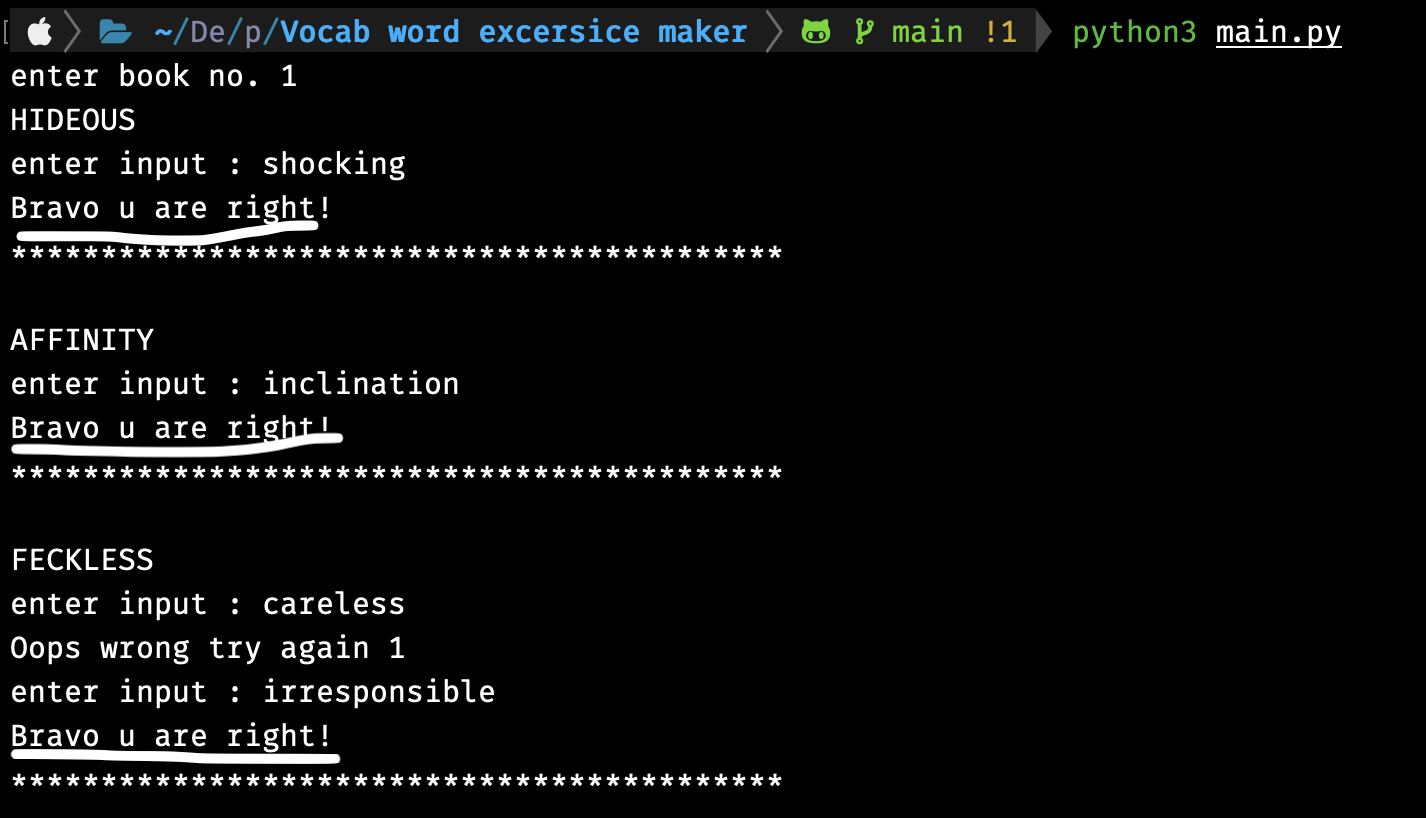 ~/De/p/Vocab word excersice maker main !1 python3 main.py
enter book no. 1
HIDEOUS
enter input : shocking
Bravo u are right!
*******************************************
AFFINITY
enter input : inclination
Bravo u are right!
*******************************************
FECKLESS
enter input : careless
Oops wrong try again 1
enter input : irresponsible
Bravo u are right!
*******************************************